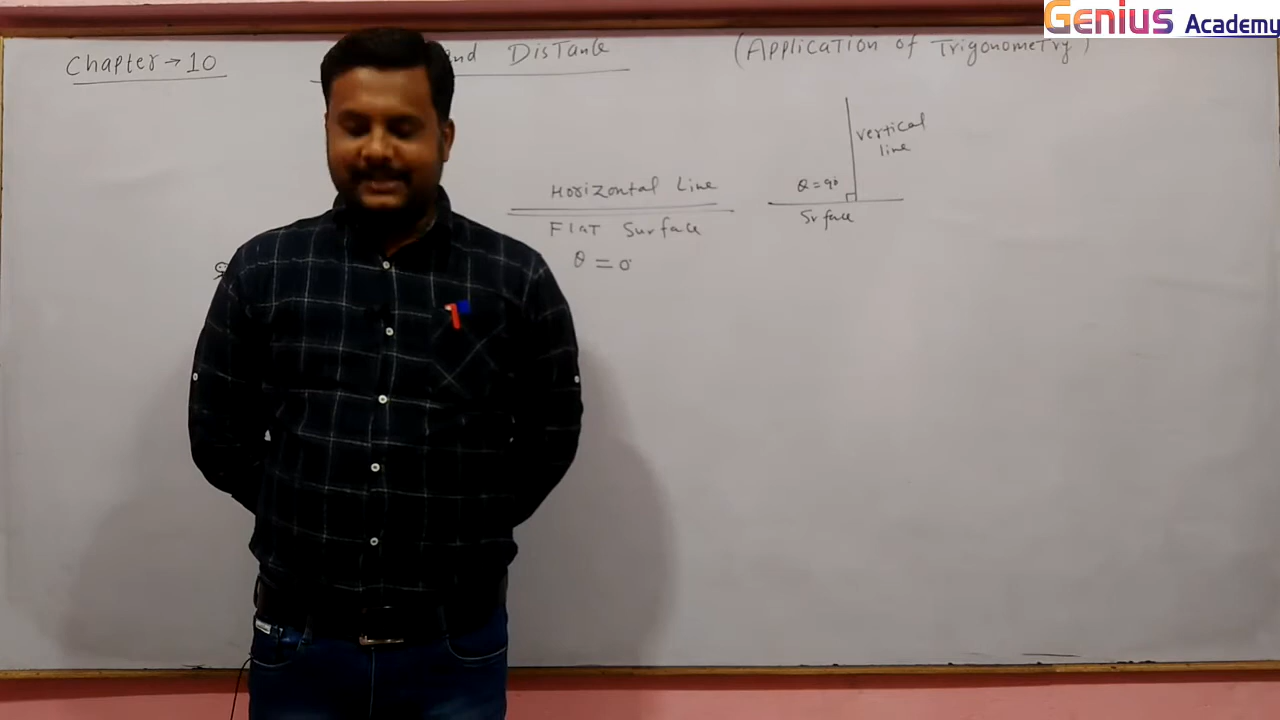 Genius Academy
Chapter → 10
and DisTance
(Application of Trigonometry)
vertical
line
Horizontal Line
θ = 90°
Flat Surface
Surface
θ = 0°